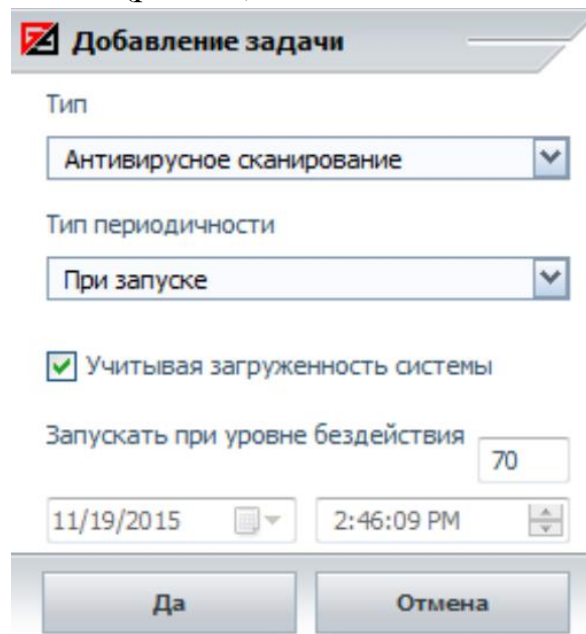 Добавление задачи
Тип
Антивирусное сканирование
Тип периодичности
При запуске
Учитывая загруженность системы
Запускать при уровне бездействия 70
11/19/2015 2:46:09 PM
Да Отмена